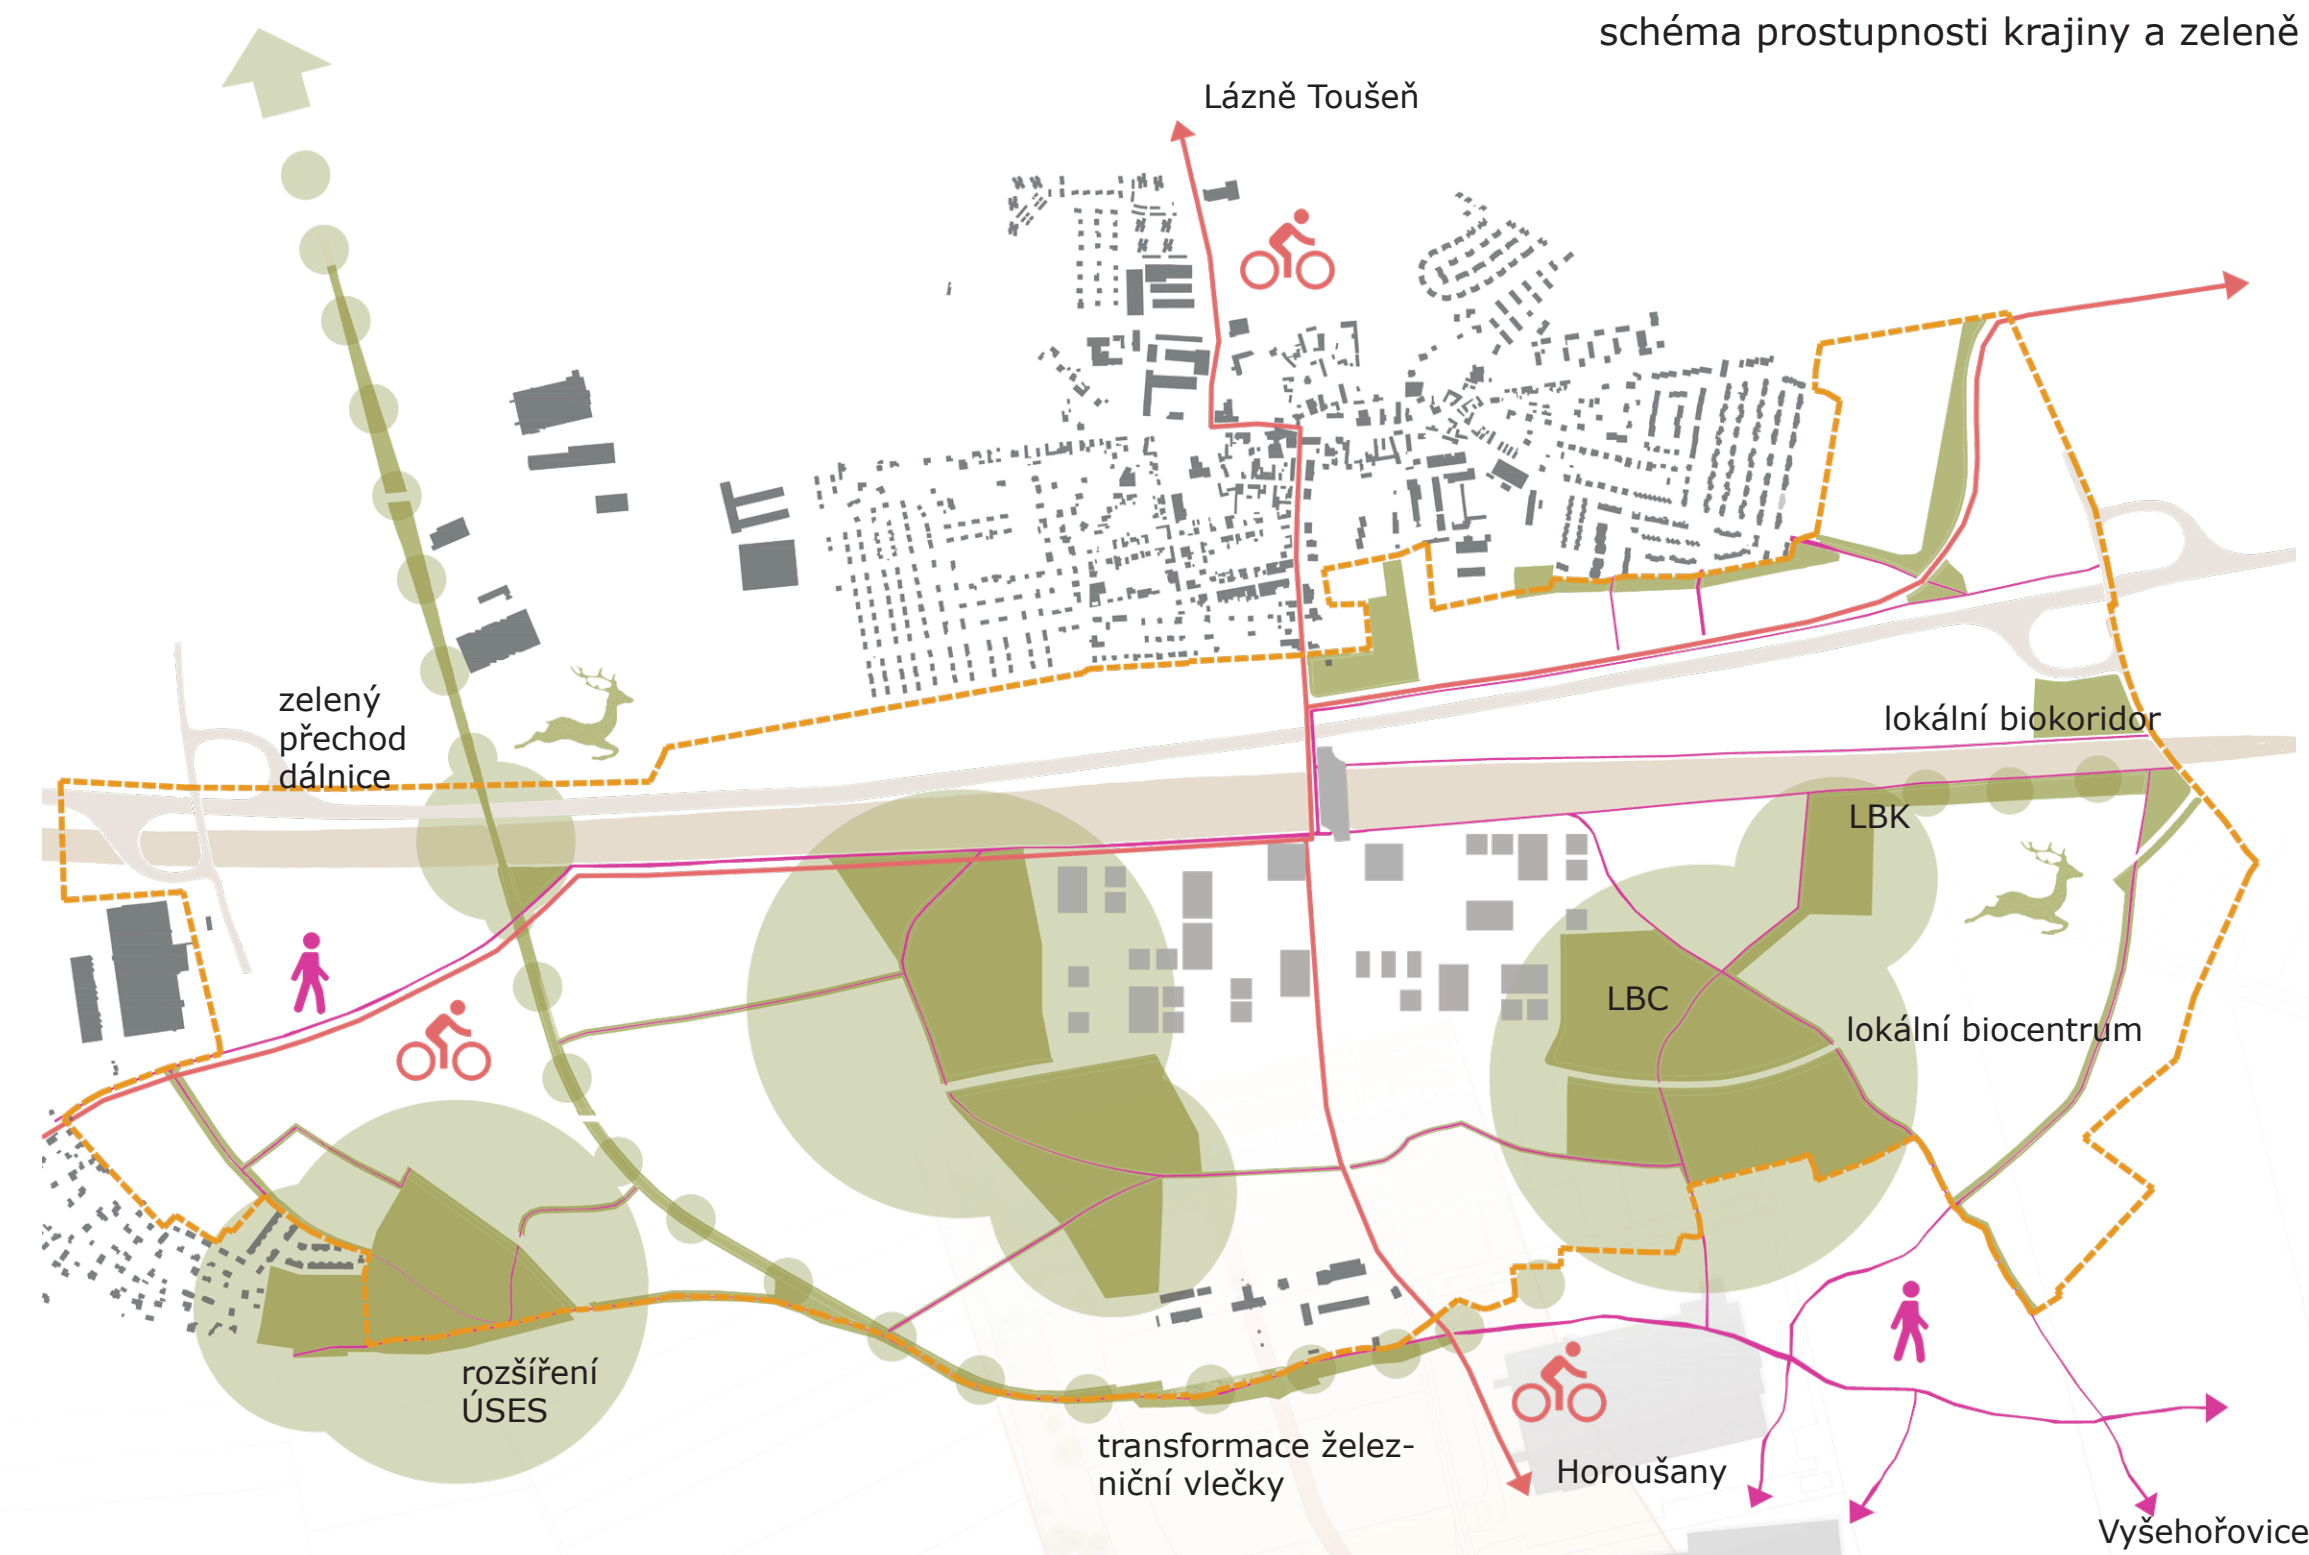 schéma prostupnosti krajiny a zeleně
Lázně Toušeň
zelený
přechod
dálnice
lokální biokoridor
LBK
LBC
lokální biocentrum
rozšíření
ÚSES
transformace želez-
niční vlečky
Horoušany
Vyšehořovice